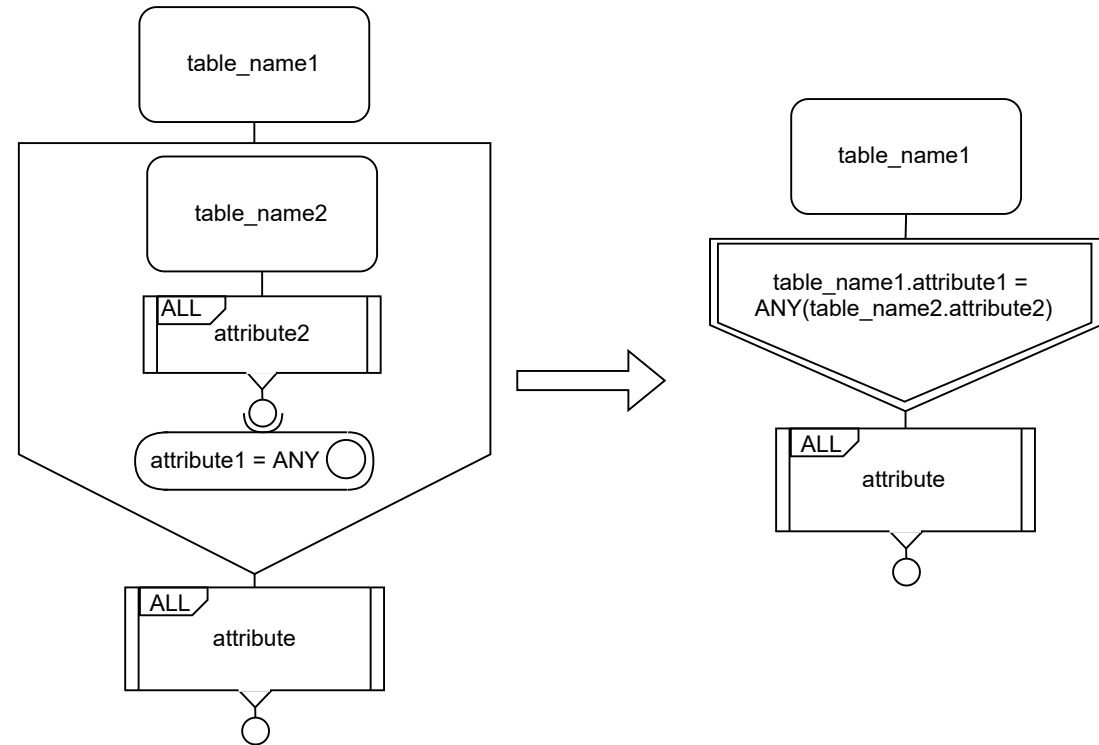 table_name1
table_name2
ALL
attribute2
attribute1 = ANY
ALL
attribute
table_name1
table_name1.attribute1 =
ANY(table_name2.attribute2)
ALL
attribute